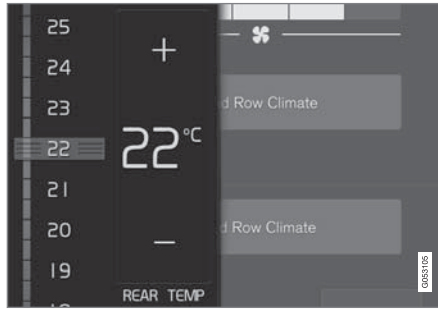 25
24
23
22
21
20
19
+
22°C
−
REAR TEMP
Row Climate
Row Climate
G053105